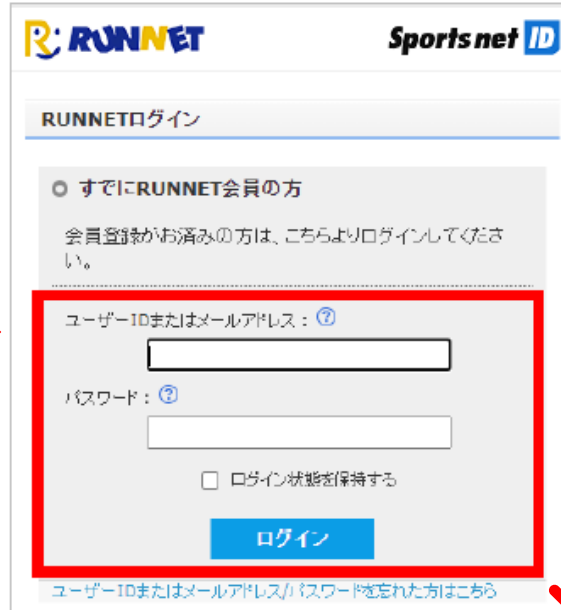 RUNNET Sports net ID
RUNNETログイン
すでにRUNNET会員の方
会員登録がお済みの方は、こちらよりログインしてくださ
い。
ユーザーIDまたはメールアドレス：?
パスワード：?
ログイン状態を保持する
ログイン
ユーザーIDまたはメールアドレス/パスワードを忘れた方はこちら